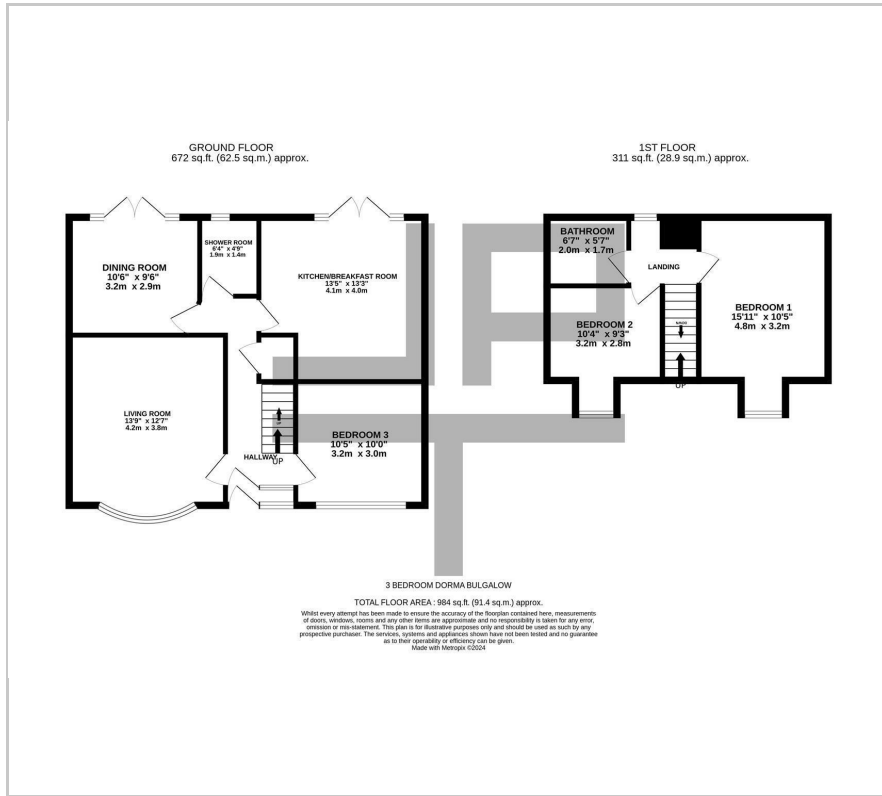 GROUND FLOOR
672 sq.ft. (62.5 sq.m.) approx.
1ST FLOOR
311 sq.ft. (28.9 sq.m.) approx.
DINING ROOM
10'6" x 9'6"
3.2m x 2.9m
SHOWER ROOM
6'4" x 4'9"
1.9m x 1.4m
KITCHEN/BREAKFAST ROOM
13'5" x 13'3"
4.1m x 4.0m
LIVING ROOM
13'9" x 12'7"
4.2m x 3.8m
HALLWAY
UP
BEDROOM 3
10'5" x 10'0"
3.2m x 3.0m
BATHROOM
6'7" x 5'7"
2.0m x 1.7m
LANDING
BEDROOM 2
10'4" x 9'3"
3.2m x 2.8m
UP
BEDROOM 1
15'11" x 10'5"
4.8m x 3.2m
3 BEDROOM DORMA BULGALOW
TOTAL FLOOR AREA : 984 sq.ft. (91.4 sq.m.) approx.
Whilst every attempt has been made to ensure the accuracy of the floorplan contained here, measurements
of doors, windows, rooms and any other items are approximate and no responsibility is taken for any error,
omission or mis-statement. This plan is for illustrative purposes only and should be used as such by any
prospective purchaser. The services, systems and appliances shown have not been tested and no guarantee
as to their operability or efficiency can be given.
Made with Metropix ©2024